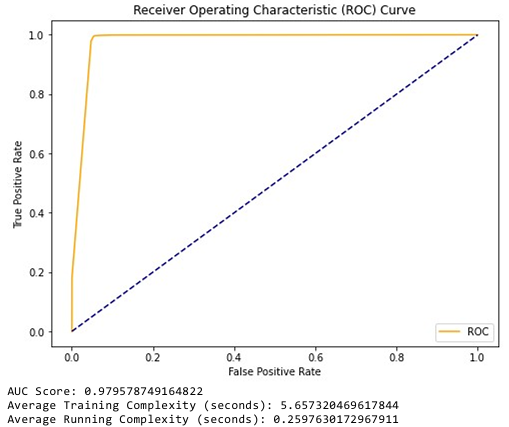 Receiver Operating Characteristic (ROC) Curve
1.0
0.8
0.6
0.4
0.2
0.0
True Positive Rate
0.0 0.2 0.4 0.6 0.8 1.0
False Positive Rate
ROC
AUC Score: 0.979578749164822
Average Training Complexity (seconds): 5.657320469617844
Average Running Complexity (seconds): 0.2597630172967911